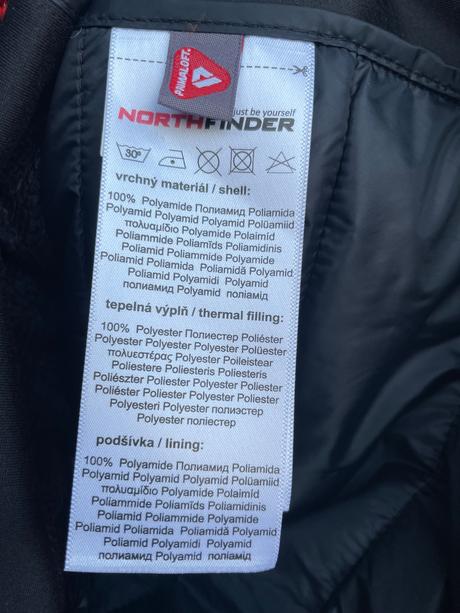 PRIMALOFT.
just be yourself
NORTHFINDER
30°
vrchný materiál / shell:
100% Polyamide Полиамид Poliamida
Polyamid Polyamid Polyamid Polüamiid
πολυαμίδιο Polyamide Polaimíd
Poliammide Poliamīds Poliamidinis
Poliamid Poliammide Polyamide
Poliamid Poliamida Poliamidă Polyamid
Poliamid Polyamidi Polyamid
полиамид Polyamid поліамід
tepelná výplň / thermal filling:
100% Polyester Полиестер Poliéster
Polyester Polyester Polyester Polüester
πολυεστέρας Polyester Poleistear
Poliestere Poliesteris Poliesteris
Poliészter Poliester Polyester Poliester
Poliéster Poliester Polyester Poliester
Polyesteri Polyester полиэстер
Polyester поліестер
podšívka / lining:
100% Polyamide Полиамид Poliamida
Polyamid Polyamid Polyamid Polüamiid
πολυαμίδιο Polyamide Polaimíd
Poliammide Poliamīds Poliamidinis
Poliamid Poliammide Polyamide
Poliamid Poliamida Poliamidă Polyamid
Poliamid Polyamidi Polyamid
полиамид Polyamid поліамід